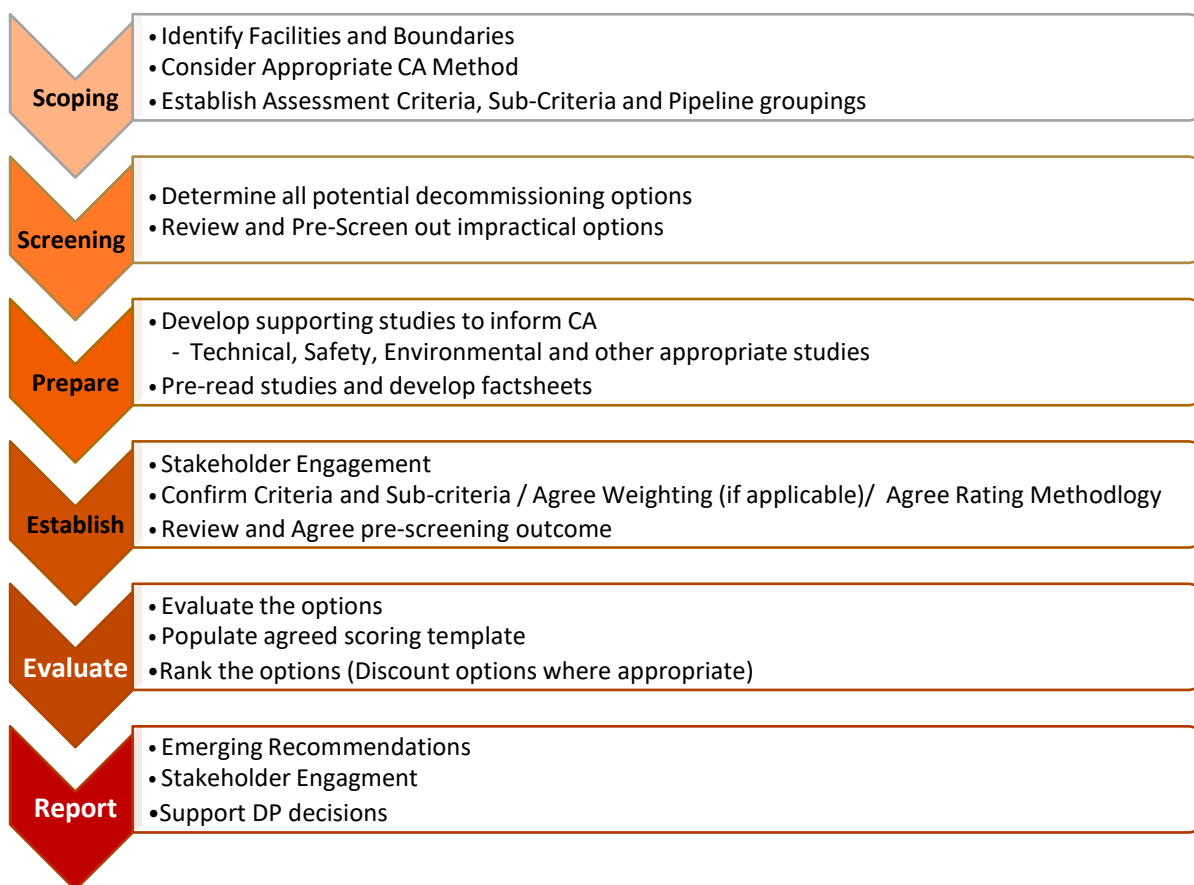 Scoping
• Identify Facilities and Boundaries
• Consider Appropriate CA Method
• Establish Assessment Criteria, Sub-Criteria and Pipeline groupings
Screening
• Determine all potential decommissioning options
• Review and Pre-Screen out impractical options
Prepare
• Develop supporting studies to inform CA
- Technical, Safety, Environmental and other appropriate studies
• Pre-read studies and develop factsheets
Establish
• Stakeholder Engagement
• Confirm Criteria and Sub-criteria / Agree Weighting (if applicable)/ Agree Rating Methodlogy
• Review and Agree pre-screening outcome
Evaluate
• Evaluate the options
• Populate agreed scoring template
•Rank the options (Discount options where appropriate)
Report
• Emerging Recommendations
• Stakeholder Engagment
•Support DP decisions